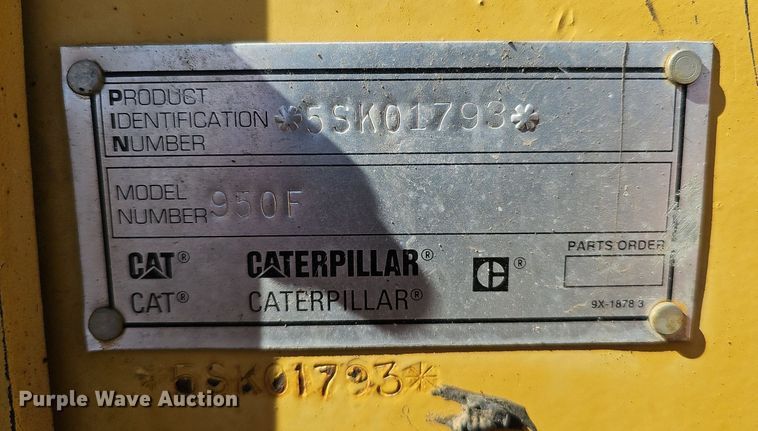 PRODUCT
IDENTIFICATION *5SK01793*
NUMBER
MODEL
NUMBER 950F
CAT® CATERPILLAR® ® PARTS ORDER
CAT® CATERPILLAR® 9X-1878 3
*5SK01793*
Purple Wave Auction